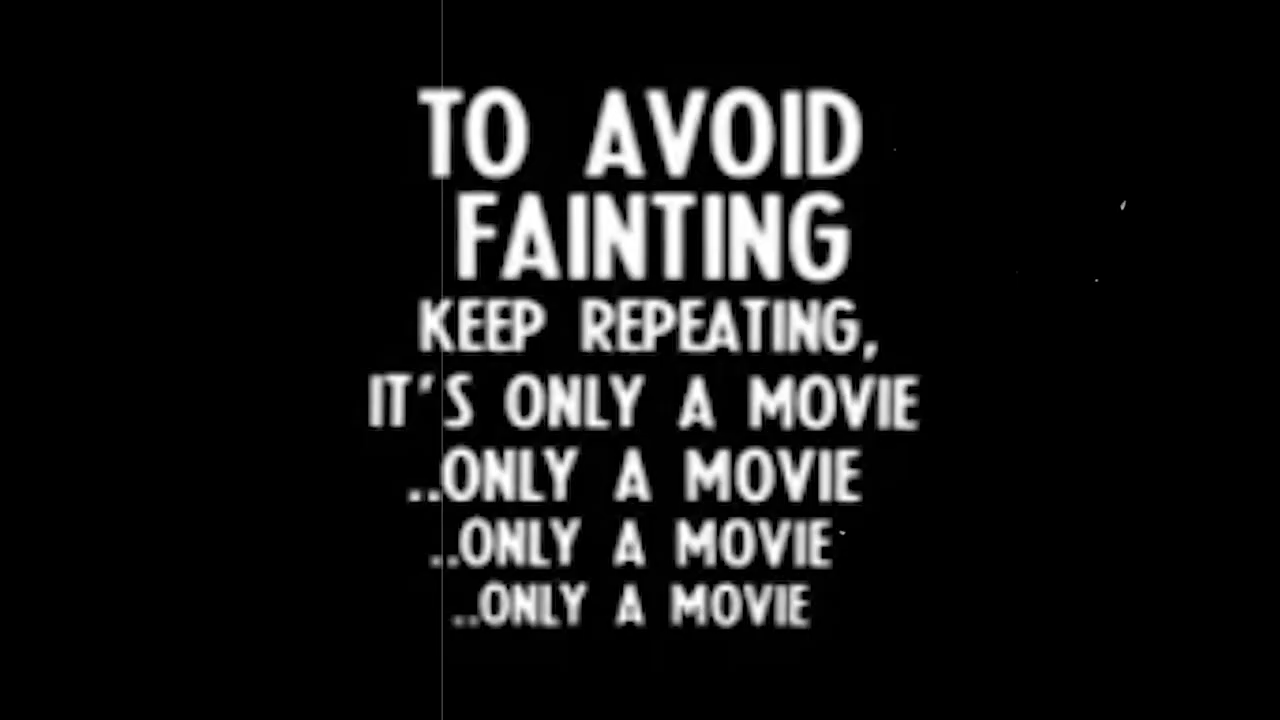 TO AVOID
FAINTING
KEEP REPEATING,
IT'S ONLY A MOVIE
..ONLY A MOVIE
..ONLY A MOVIE
..ONLY A MOVIE